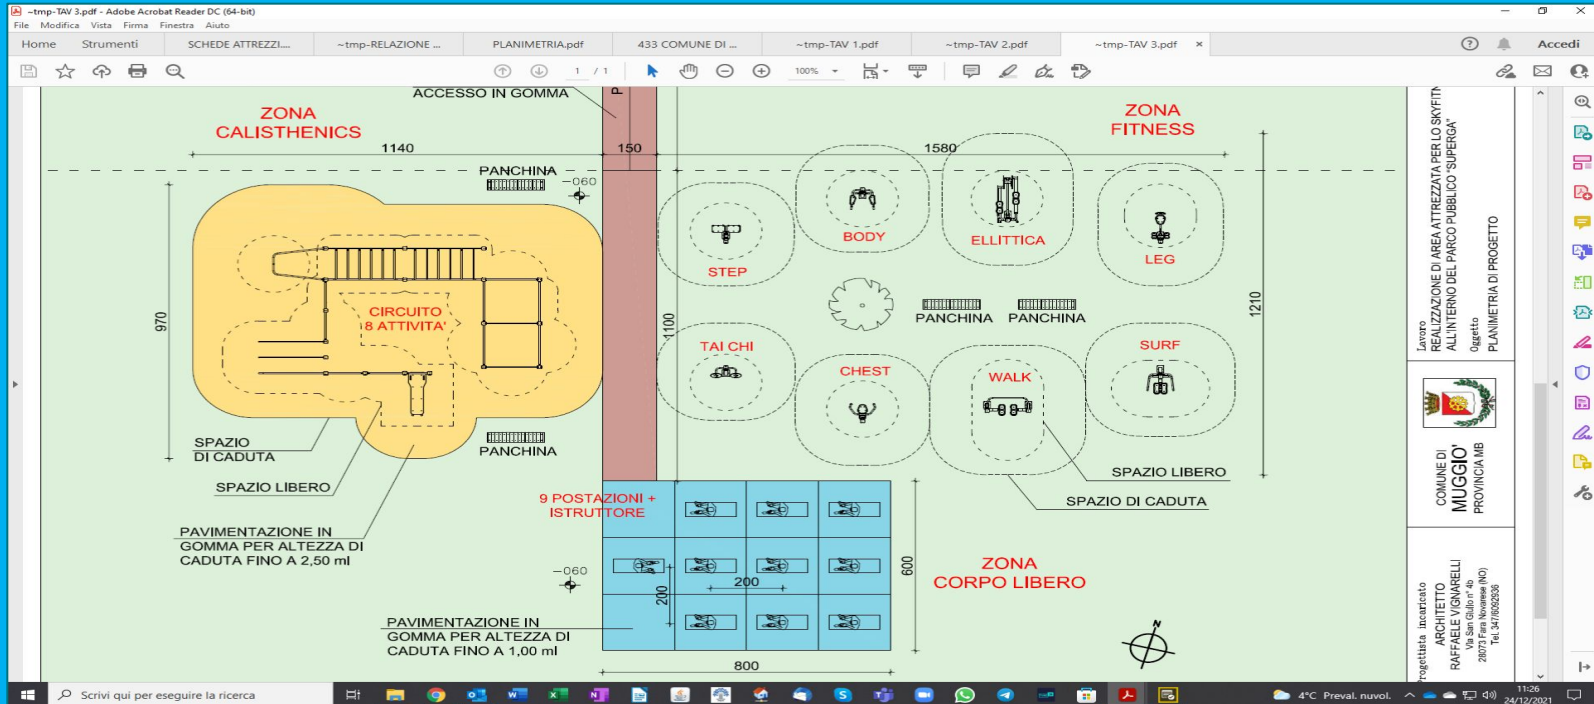 ~tmp-TAV 3.pdf - Adobe Acrobat Reader DC (64-bit)
File Modifica Vista Firma Finestra Aiuto
Home Strumenti SCHEDE ATTREZZI.... ~tmp-RELAZIONE ... PLANIMETRIA.pdf 433 COMUNE DI ... ~tmp-TAV 1.pdf ~tmp-TAV 2.pdf ~tmp-TAV 3.pdf × Accedi
1 / 1 100%
ACCESSO IN GOMMA
ZONA
CALISTHENICS
ZONA
FITNESS
1140
150
1580
PANCHINA
-060
970
1100
1210
CIRCUITO
8 ATTIVITA'
STEP
BODY
ELLITTICA
LEG
PANCHINA PANCHINA
TAI CHI
CHEST
WALK
SURF
SPAZIO
DI CADUTA
PANCHINA
SPAZIO LIBERO
SPAZIO LIBERO
SPAZIO DI CADUTA
9 POSTAZIONI +
ISTRUTTORE
PAVIMENTAZIONE IN
GOMMA PER ALTEZZA DI
CADUTA FINO A 2,50 ml
-060
200
200
600
ZONA
CORPO LIBERO
PAVIMENTAZIONE IN
GOMMA PER ALTEZZA DI
CADUTA FINO A 1,00 ml
800
N
Lavoro
REALIZZAZIONE DI AREA ATTREZZATA PER LO SKYFITN
ALL'INTERNO DEL PARCO PUBBLICO "SUPERGA"
Oggetto
PLANIMETRIA DI PROGETTO
COMUNE DI
MUGGIO'
PROVINCIA MB
Progettista incaricato
ARCHITETTO
RAFFAELE VIGNARELLI
Via San Giulio n° 4b
28073 Fara Novarese (NO)
Tel. 347/6092936
Scrivi qui per eseguire la ricerca
4°C Preval. nuvol.
11:26
24/12/2021